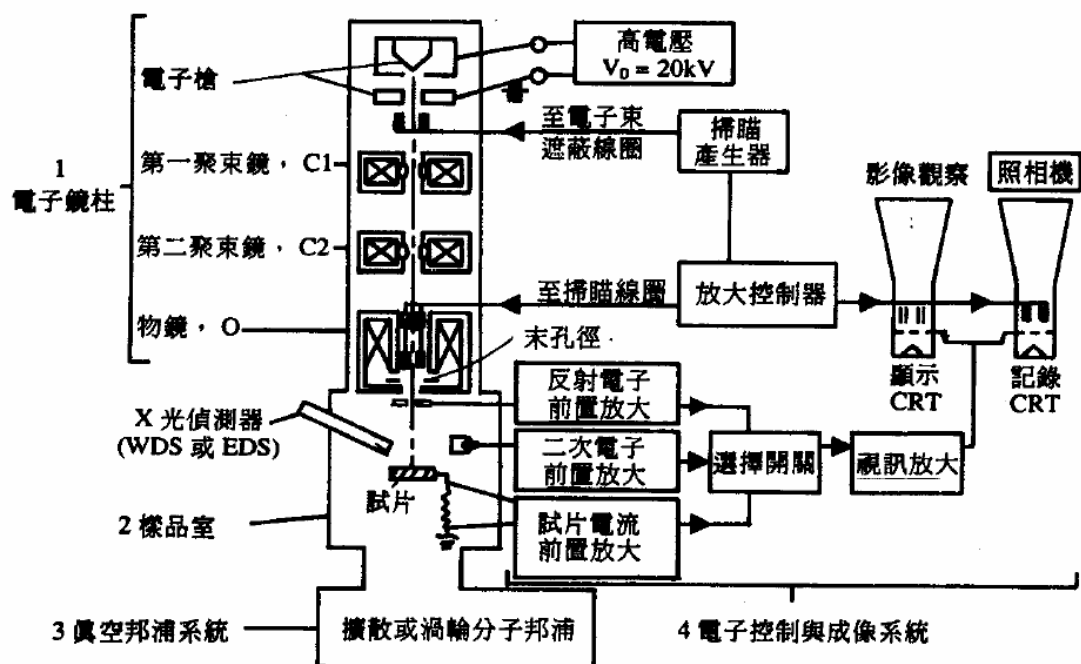 高電壓
V₀ = 20kV
電子槍
至電子束
遮蔽線圈
掃瞄
產生器
1
電子鏡柱
第一聚束鏡，C1
影像觀察
照相機
第二聚束鏡，C2
至掃瞄線圈
放大控制器
物鏡，O
末孔徑
顯示
CRT
記錄
CRT
反射電子
前置放大
X 光偵測器
(WDS 或 EDS)
二次電子
前置放大
選擇開關
視訊放大
試片
試片電流
前置放大
2 樣品室
3 眞空邦浦系統
擴散或渦輪分子邦浦
4 電子控制與成像系統